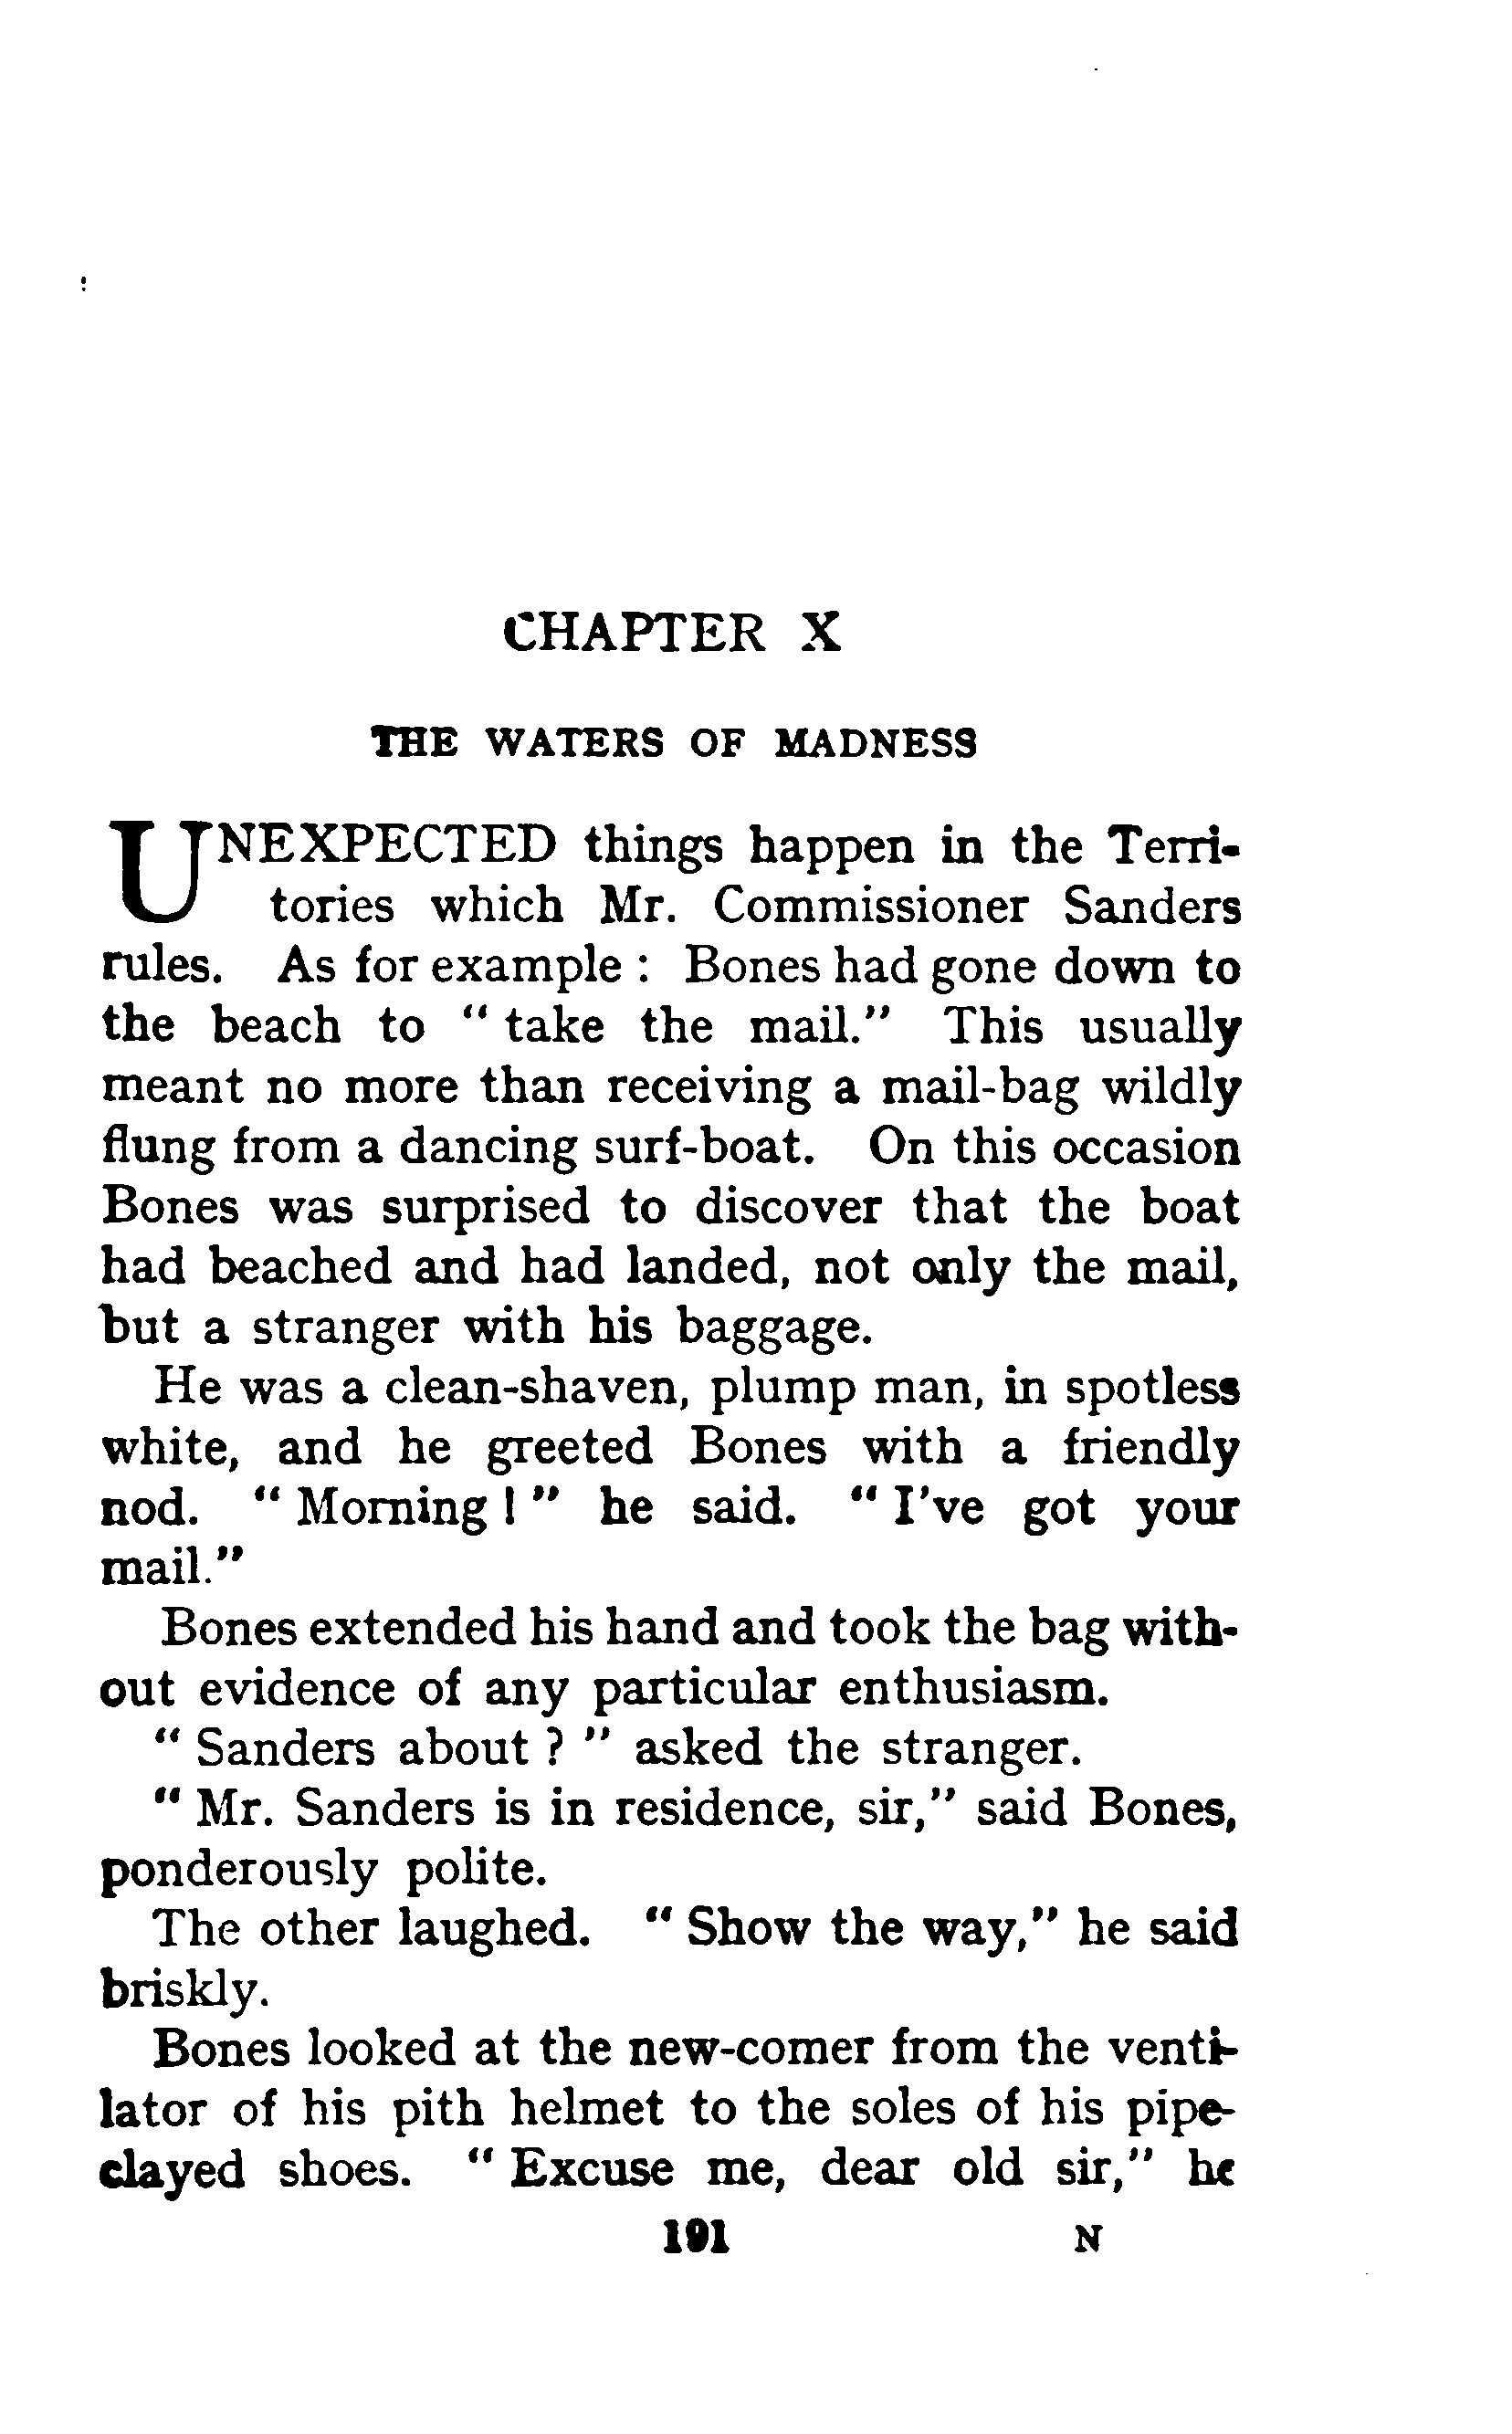 CHAPTER X
THE WATERS OF MADNESS
UNEXPECTED things happen in the Terri-
tories which Mr. Commissioner Sanders
rules. As for example : Bones had gone down to
the beach to " take the mail." This usually
meant no more than receiving a mail-bag wildly
flung from a dancing surf-boat. On this occasion
Bones was surprised to discover that the boat
had beached and had landed, not only the mail,
but a stranger with his baggage.
He was a clean-shaven, plump man, in spotless
white, and he greeted Bones with a friendly
nod. " Morning ! " he said. " I've got your
mail."
Bones extended his hand and took the bag with-
out evidence of any particular enthusiasm.
" Sanders about ? " asked the stranger.
" Mr. Sanders is in residence, sir," said Bones,
ponderously polite.
The other laughed. " Show the way," he said
briskly.
Bones looked at the new-comer from the venti-
lator of his pith helmet to the soles of his pipe-
clayed shoes. " Excuse me, dear old sir," he
191 N